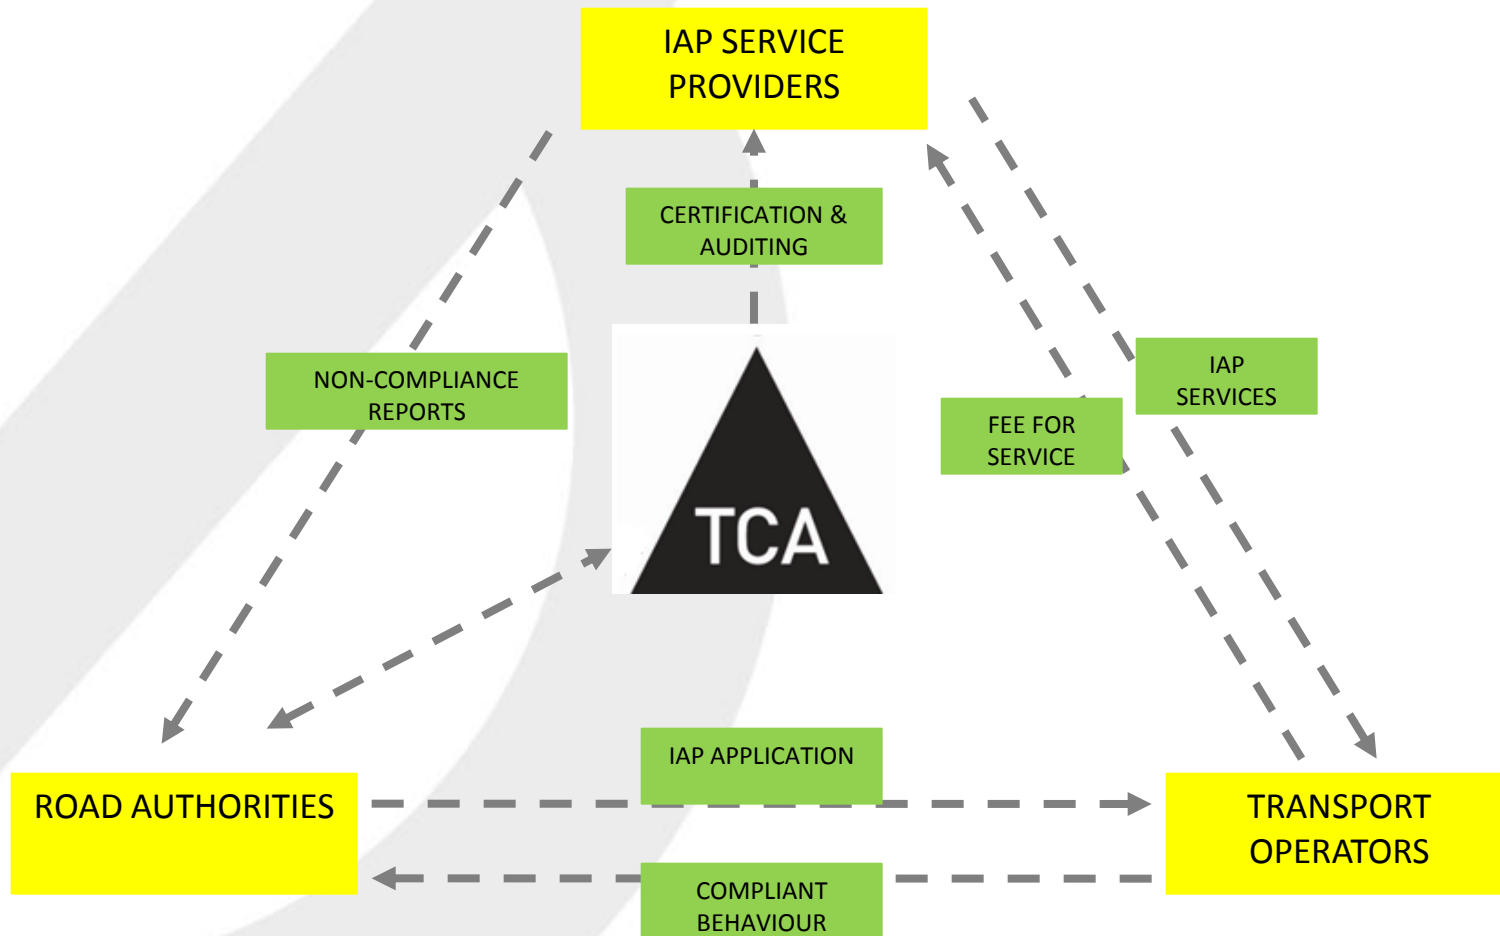 IAP SERVICE
PROVIDERS
CERTIFICATION &
AUDITING
NON-COMPLIANCE
REPORTS
IAP
SERVICES
FEE FOR
SERVICE
TCA
IAP APPLICATION
ROAD AUTHORITIES
TRANSPORT
OPERATORS
COMPLIANT
BEHAVIOUR